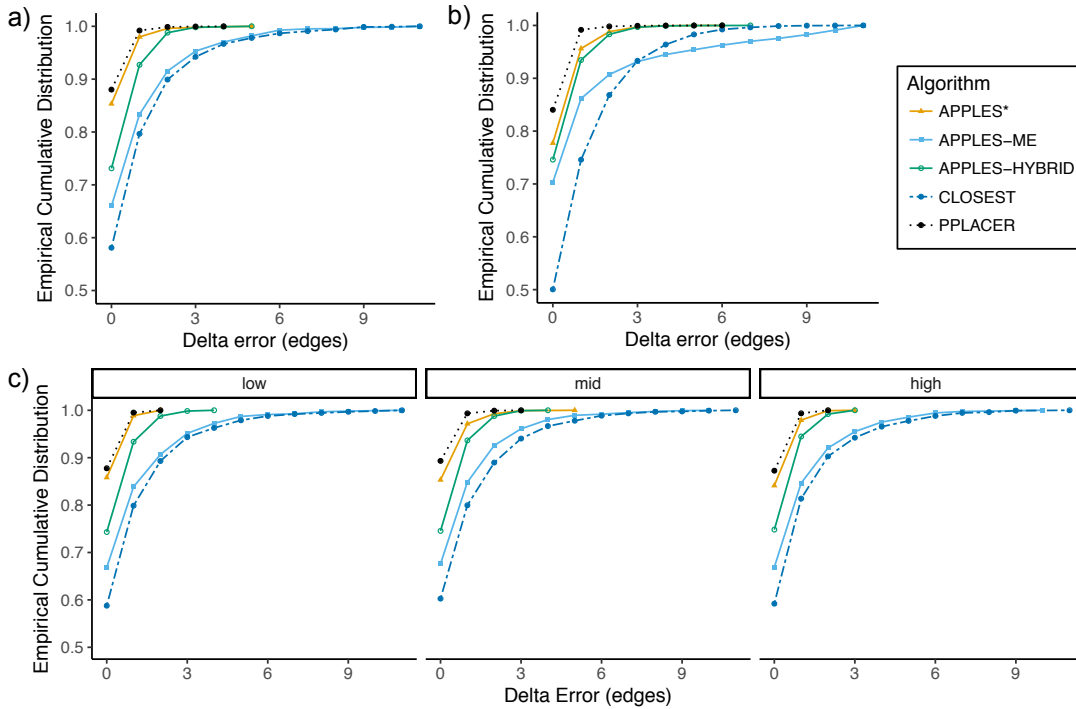 a)
Empirical Cumulative Distribution
1.0
0.9
0.8
0.7
0.6
0.5
0
3
6
9
Delta error (edges)
b)
Empirical Cumulative Distribution
1.0
0.9
0.8
0.7
0.6
0.5
0
3
6
9
Delta error (edges)
Algorithm
APPLES*
APPLES-ME
APPLES-HYBRID
CLOSEST
PPLACER
c)
low
mid
high
Empirical Cumulative Distribution
1.0
0.9
0.8
0.7
0.6
0.5
0
3
6
9
0
3
6
9
0
3
6
9
Delta Error (edges)